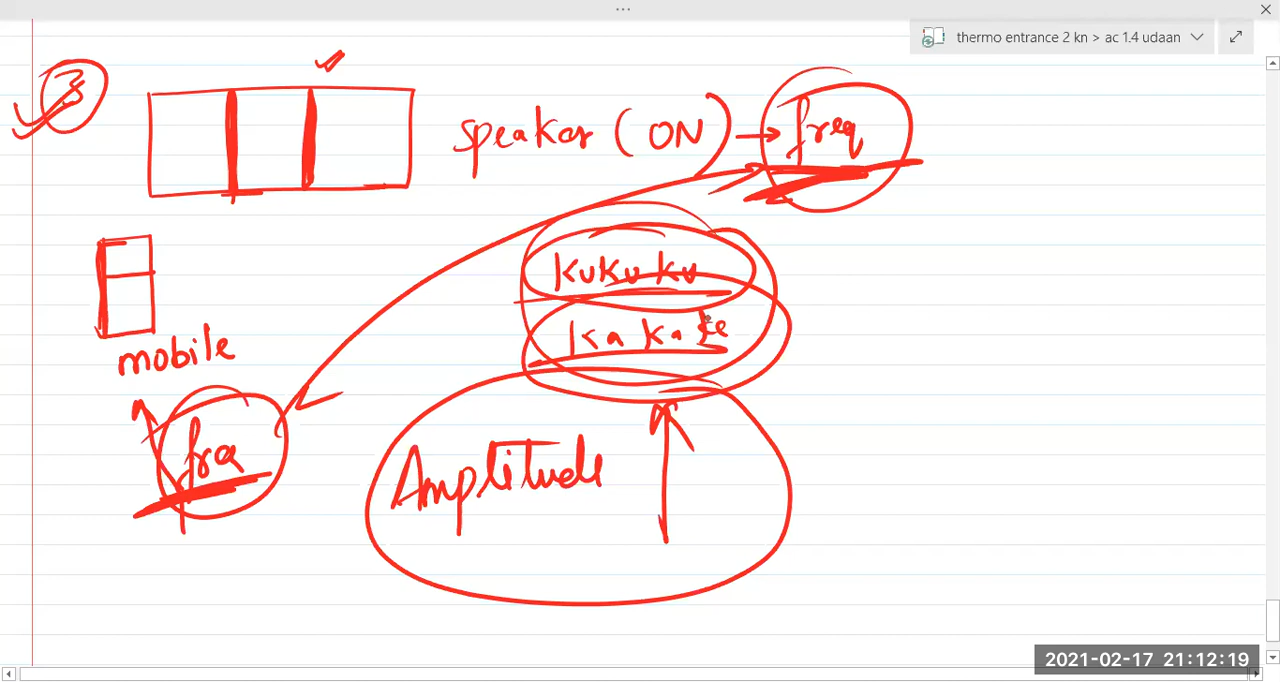 thermo entrance 2 kn > ac 1.4 udaan
3
speaker (ON) → freq
kukuku
kakake
mobile
freq
Amplitude
2021-02-17 21:12:19